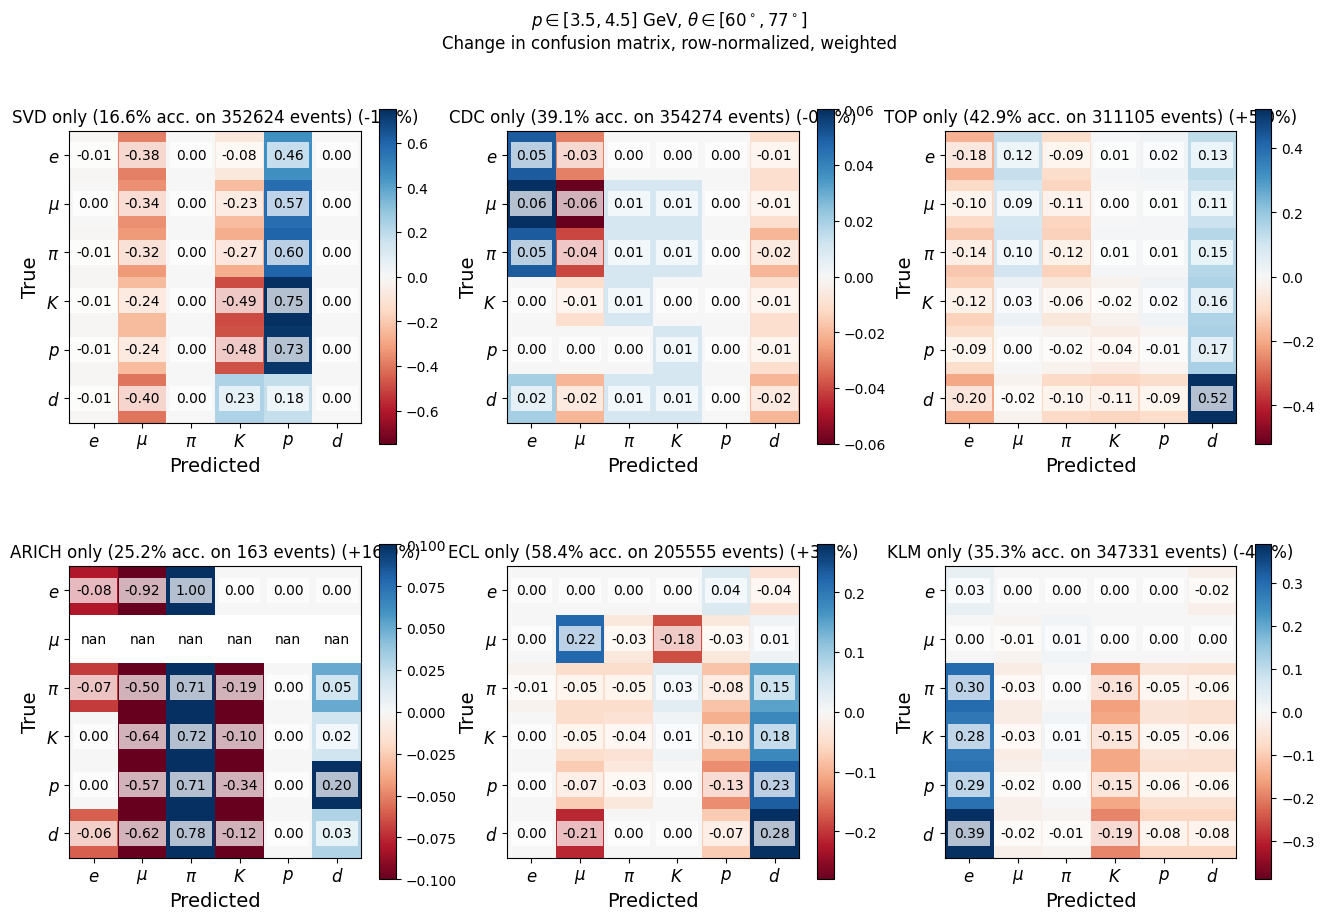 p ∈ [3.5, 4.5] GeV, θ ∈ [60°, 77°]
Change in confusion matrix, row-normalized, weighted
SVD only (16.6% acc. on 352624 events)
e -0.01 -0.38 0.00 -0.08 0.46 0.00
μ 0.00 -0.34 0.00 -0.23 0.57 0.00
π -0.01 -0.32 0.00 -0.27 0.60 0.00
K -0.01 -0.24 0.00 -0.49 0.75 0.00
p -0.01 -0.24 0.00 -0.48 0.73 0.00
d -0.01 -0.40 0.00 0.23 0.18 0.00
e μ π K p d
True
Predicted
0.6
0.4
0.2
0.0
−0.2
−0.4
−0.6
CDC only (39.1% acc. on 354274 events)
e 0.05 -0.03 0.00 0.00 0.00 -0.01
μ 0.06 -0.06 0.01 0.01 0.00 -0.01
π 0.05 -0.04 0.01 0.01 0.00 -0.02
K 0.00 -0.01 0.01 0.00 0.00 -0.01
p 0.00 0.00 0.00 0.01 0.00 -0.01
d 0.02 -0.02 0.01 0.01 0.00 -0.02
e μ π K p d
True
Predicted
0.06
0.04
0.02
0.00
−0.02
−0.04
−0.06
TOP only (42.9% acc. on 311105 events)
e -0.18 0.12 -0.09 0.01 0.02 0.13
μ -0.10 0.09 -0.11 0.00 0.01 0.11
π -0.14 0.10 -0.12 0.01 0.01 0.15
K -0.12 0.03 -0.06 -0.02 0.02 0.16
p -0.09 0.00 -0.02 -0.04 -0.01 0.17
d -0.20 -0.02 -0.10 -0.11 -0.09 0.52
e μ π K p d
True
Predicted
0.4
0.2
0.0
−0.2
−0.4
ARICH only (25.2% acc. on 163 events)
e -0.08 -0.92 1.00 0.00 0.00 0.00
μ nan nan nan nan nan nan
π -0.07 -0.50 0.71 -0.19 0.00 0.05
K 0.00 -0.64 0.72 -0.10 0.00 0.02
p 0.00 -0.57 0.71 -0.34 0.00 0.20
d -0.06 -0.62 0.78 -0.12 0.00 0.03
e μ π K p d
True
Predicted
0.100
0.075
0.050
0.025
0.000
−0.025
−0.050
−0.075
−0.100
ECL only (58.4% acc. on 205555 events)
e 0.00 0.00 0.00 0.00 0.04 -0.04
μ 0.00 0.22 -0.03 -0.18 -0.03 0.01
π -0.01 -0.05 -0.05 0.03 -0.08 0.15
K 0.00 -0.05 -0.04 0.01 -0.10 0.18
p 0.00 -0.07 -0.03 0.00 -0.13 0.23
d 0.00 -0.21 0.00 0.00 -0.07 0.28
e μ π K p d
True
Predicted
0.2
0.1
0.0
−0.1
−0.2
KLM only (35.3% acc. on 347331 events)
e 0.03 0.00 0.00 0.00 0.00 -0.02
μ 0.00 -0.01 0.01 0.00 0.00 0.00
π 0.30 -0.03 0.00 -0.16 -0.05 -0.06
K 0.28 -0.03 0.01 -0.15 -0.05 -0.06
p 0.29 -0.02 0.00 -0.15 -0.06 -0.06
d 0.39 -0.02 -0.01 -0.19 -0.08 -0.08
e μ π K p d
True
Predicted
0.3
0.2
0.1
0.0
−0.1
−0.2
−0.3